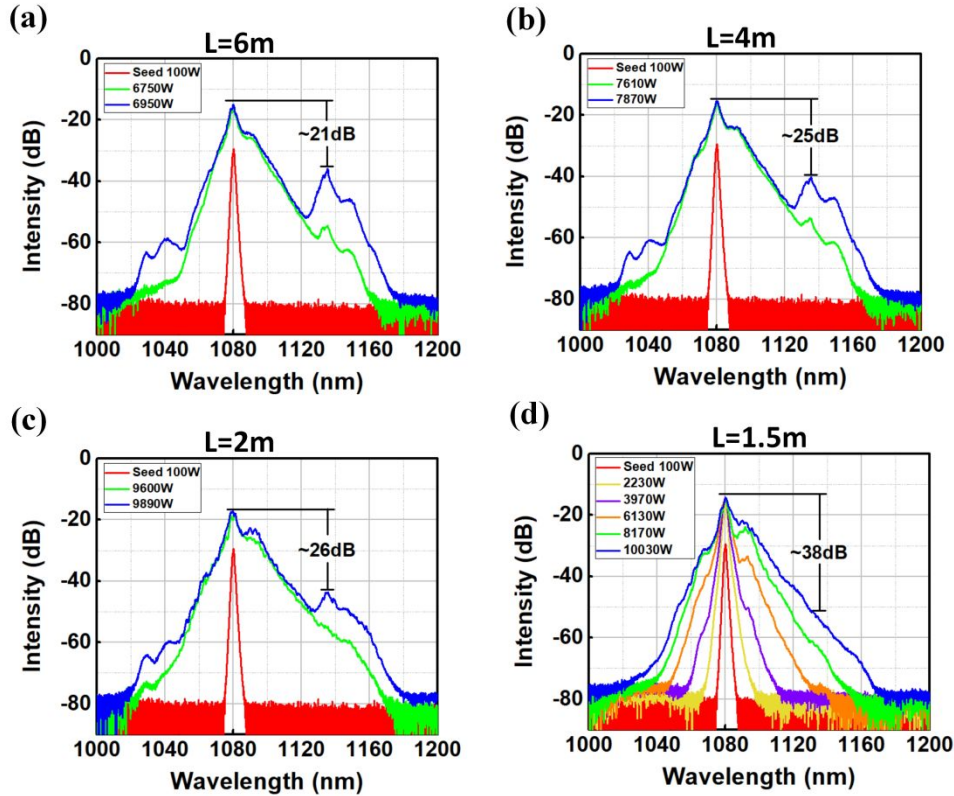 (a)
L=6m
0
-20
-40
-60
-80
Intensity (dB)
Seed 100W
6750W
6950W
~21dB
1000 1040 1080 1120 1160 1200
Wavelength (nm)
(b)
L=4m
0
-20
-40
-60
-80
Intensity (dB)
Seed 100W
7610W
7870W
~25dB
1000 1040 1080 1120 1160 1200
Wavelength (nm)
(c)
L=2m
0
-20
-40
-60
-80
Intensity (dB)
Seed 100W
9600W
9890W
~26dB
1000 1040 1080 1120 1160 1200
Wavelength (nm)
(d)
L=1.5m
0
-20
-40
-60
-80
Intensity (dB)
Seed 100W
2230W
3970W
6130W
8170W
10030W
~38dB
1000 1040 1080 1120 1160 1200
Wavelength (nm)